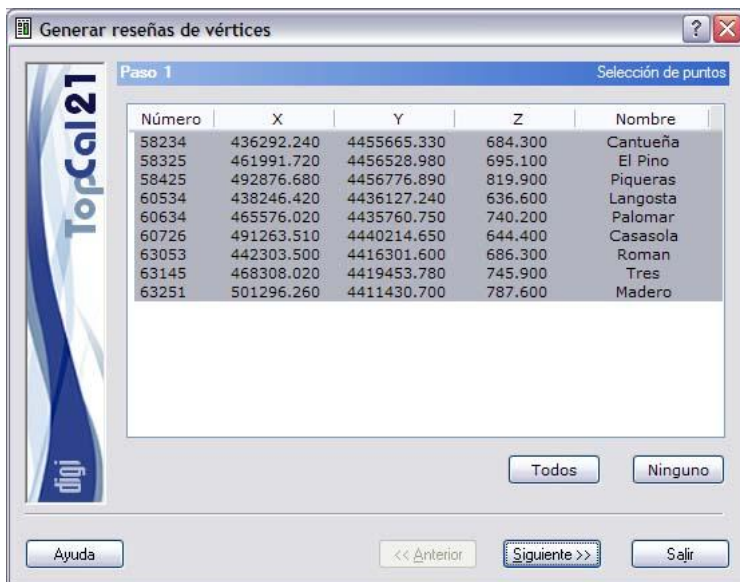 Generar reseñas de vértices
TopCal21
digi
Paso 1 Selección de puntos
Número X Y Z Nombre
58234 436292.240 4455665.330 684.300 Cantueña
58325 461991.720 4456528.980 695.100 El Pino
58425 492876.680 4456776.890 819.900 Piqueras
60534 438246.420 4436127.240 636.600 Langosta
60634 465576.020 4435760.750 740.200 Palomar
60726 491263.510 4440214.650 644.400 Casasola
63053 442303.500 4416301.600 686.300 Roman
63145 468308.020 4419453.780 745.900 Tres
63251 501296.260 4411430.700 787.600 Madero
Todos Ninguno
Ayuda << Anterior Siguiente >> Salir